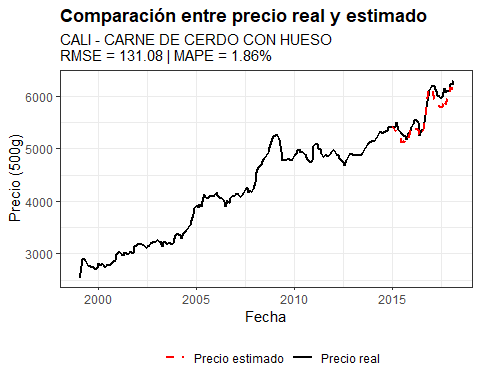 Comparación entre precio real y estimado
CALI - CARNE DE CERDO CON HUESO
RMSE = 131.08 | MAPE = 1.86%
Precio (500g)
6000
5000
4000
3000
2000
2005
2010
2015
Fecha
Precio estimado
Precio real